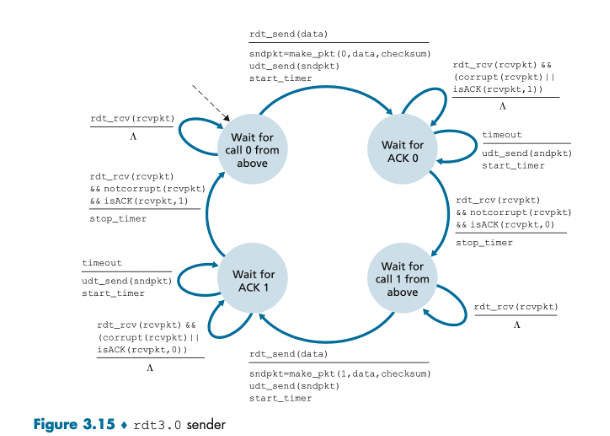 rdt_send(data)
sndpkt=make_pkt(0,data,checksum)
udt_send(sndpkt)
start_timer
rdt_rcv(rcvpkt) &&
(corrupt(rcvpkt)||
isACK(rcvpkt,1))
Λ
rdt_rcv(rcvpkt)
Λ
Wait for
call 0 from
above
Wait for
ACK 0
timeout
udt_send(sndpkt)
start_timer
rdt_rcv(rcvpkt)
&& notcorrupt(rcvpkt)
&& isACK(rcvpkt,1)
stop_timer
rdt_rcv(rcvpkt)
&& notcorrupt(rcvpkt)
&& isACK(rcvpkt,0)
stop_timer
timeout
udt_send(sndpkt)
start_timer
Wait for
ACK 1
Wait for
call 1 from
above
rdt_rcv(rcvpkt)
Λ
rdt_rcv(rcvpkt) &&
(corrupt(rcvpkt)||
isACK(rcvpkt,0))
Λ
rdt_send(data)
sndpkt=make_pkt(1,data,checksum)
udt_send(sndpkt)
start_timer
Figure 3.15 ♦ rdt3.0 sender